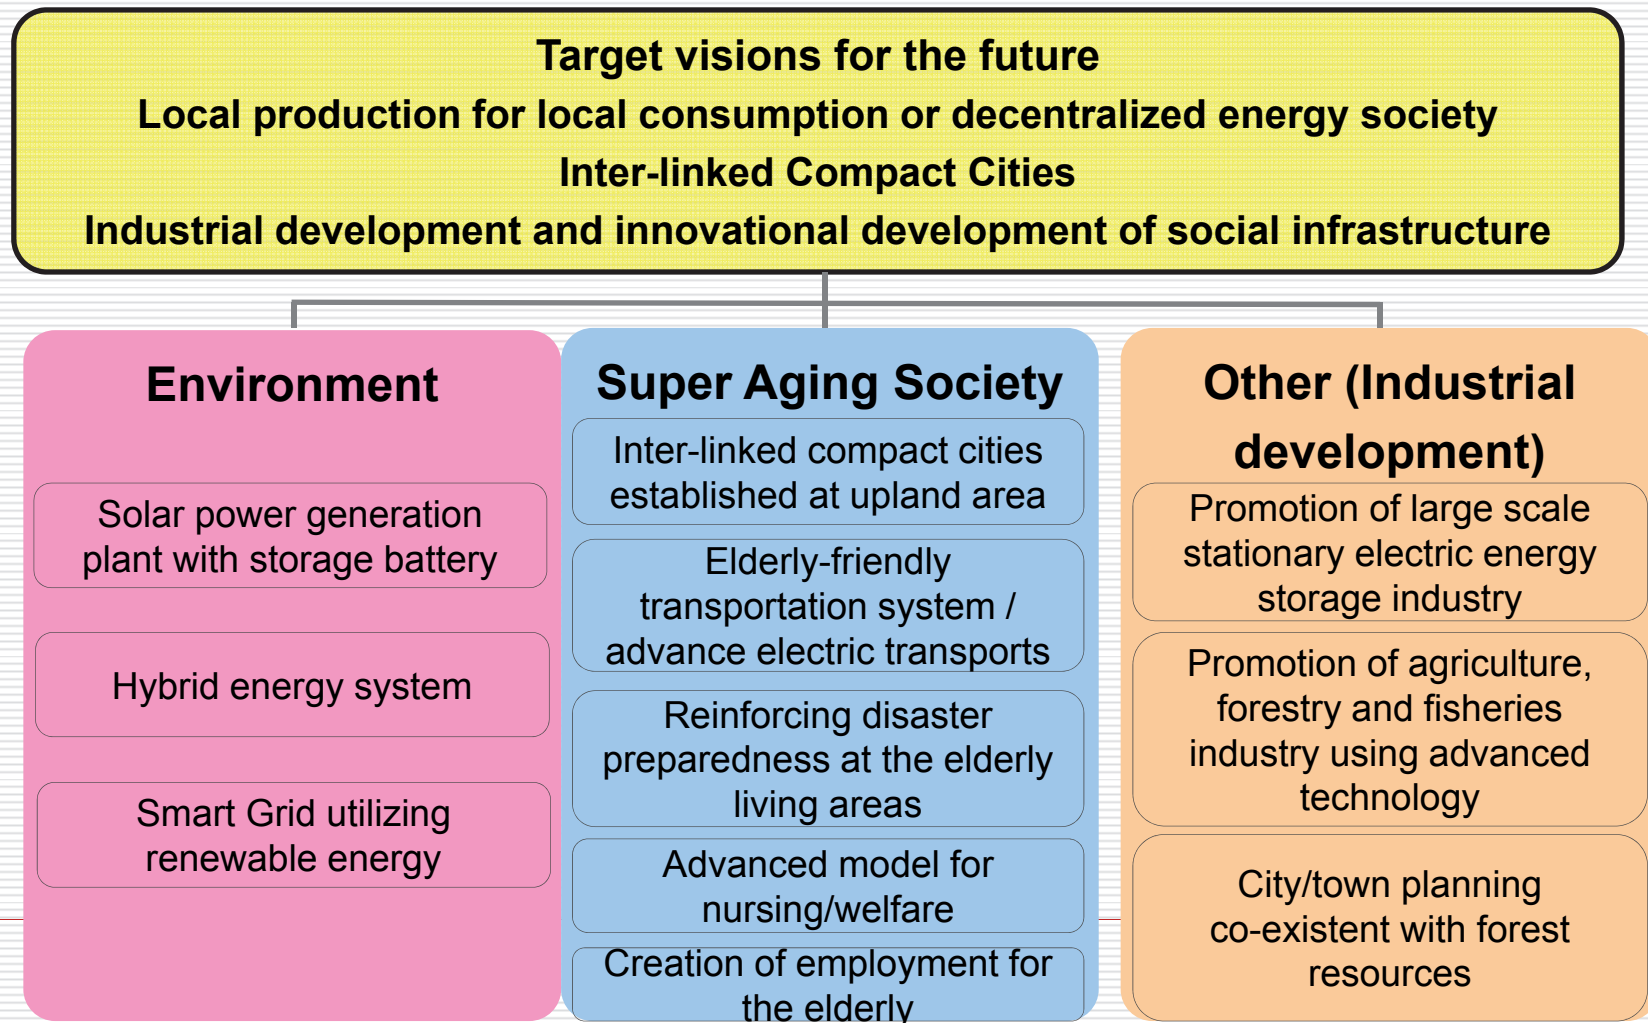 Target visions for the future
Local production for local consumption or decentralized energy society
Inter-linked Compact Cities
Industrial development and innovational development of social infrastructure
Environment
Solar power generation
plant with storage battery
Hybrid energy system
Smart Grid utilizing
renewable energy
Super Aging Society
Inter-linked compact cities
established at upland area
Elderly-friendly
transportation system /
advance electric transports
Reinforcing disaster
preparedness at the elderly
living areas
Advanced model for
nursing/welfare
Creation of employment for
the elderly
Other (Industrial
development)
Promotion of large scale
stationary electric energy
storage industry
Promotion of agriculture,
forestry and fisheries
industry using advanced
technology
City/town planning
co-existent with forest
resources